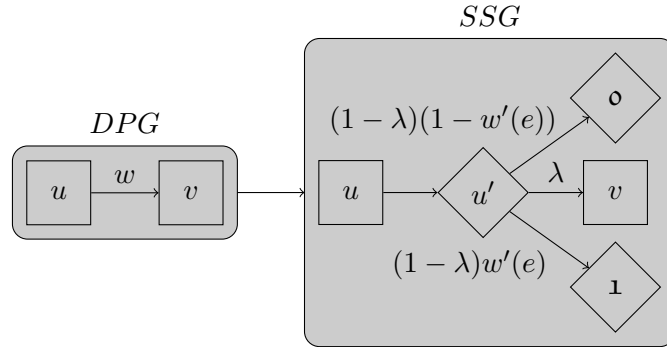 SSG
DPG
(1 − λ)(1 − w′(e))
0
u
w
v
u
u′
λ
v
(1 − λ)w′(e)
1